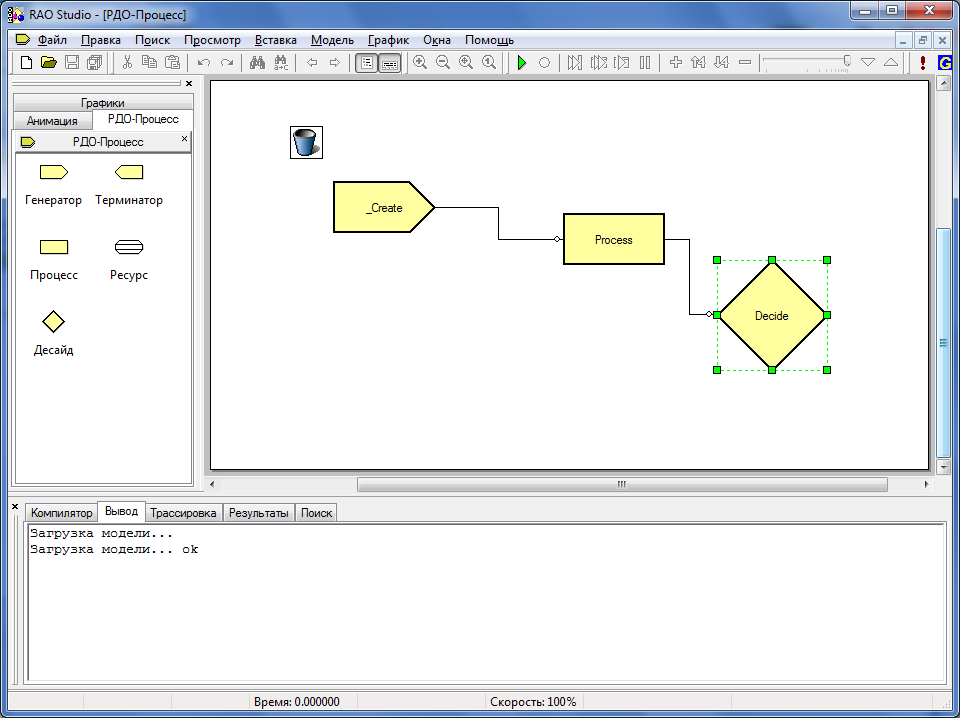 RAO Studio - [РДО-Процесс]
Файл Правка Поиск Просмотр Вставка Модель График Окна Помощь
Графики
Анимация РДО-Процесс
РДО-Процесс
Генератор Терминатор
Процесс Ресурс
Десайд
_Create
Process
Decide
Компилятор Вывод Трассировка Результаты Поиск
Загрузка модели...
Загрузка модели... ok
Время: 0.000000 Скорость: 100%